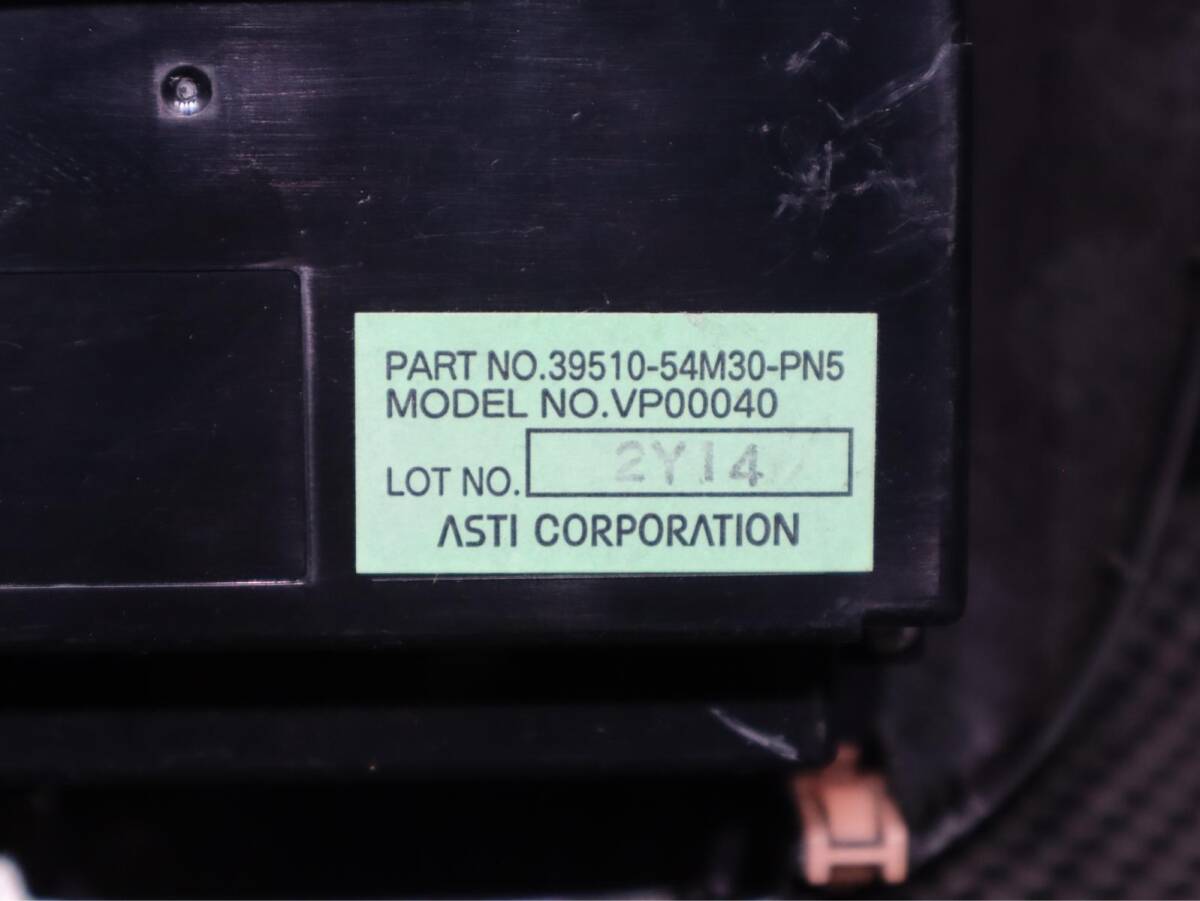 PART NO.39510-54M30-PN5
MODEL NO.VP00040
LOT NO. 2Y14
ASTI CORPORATION